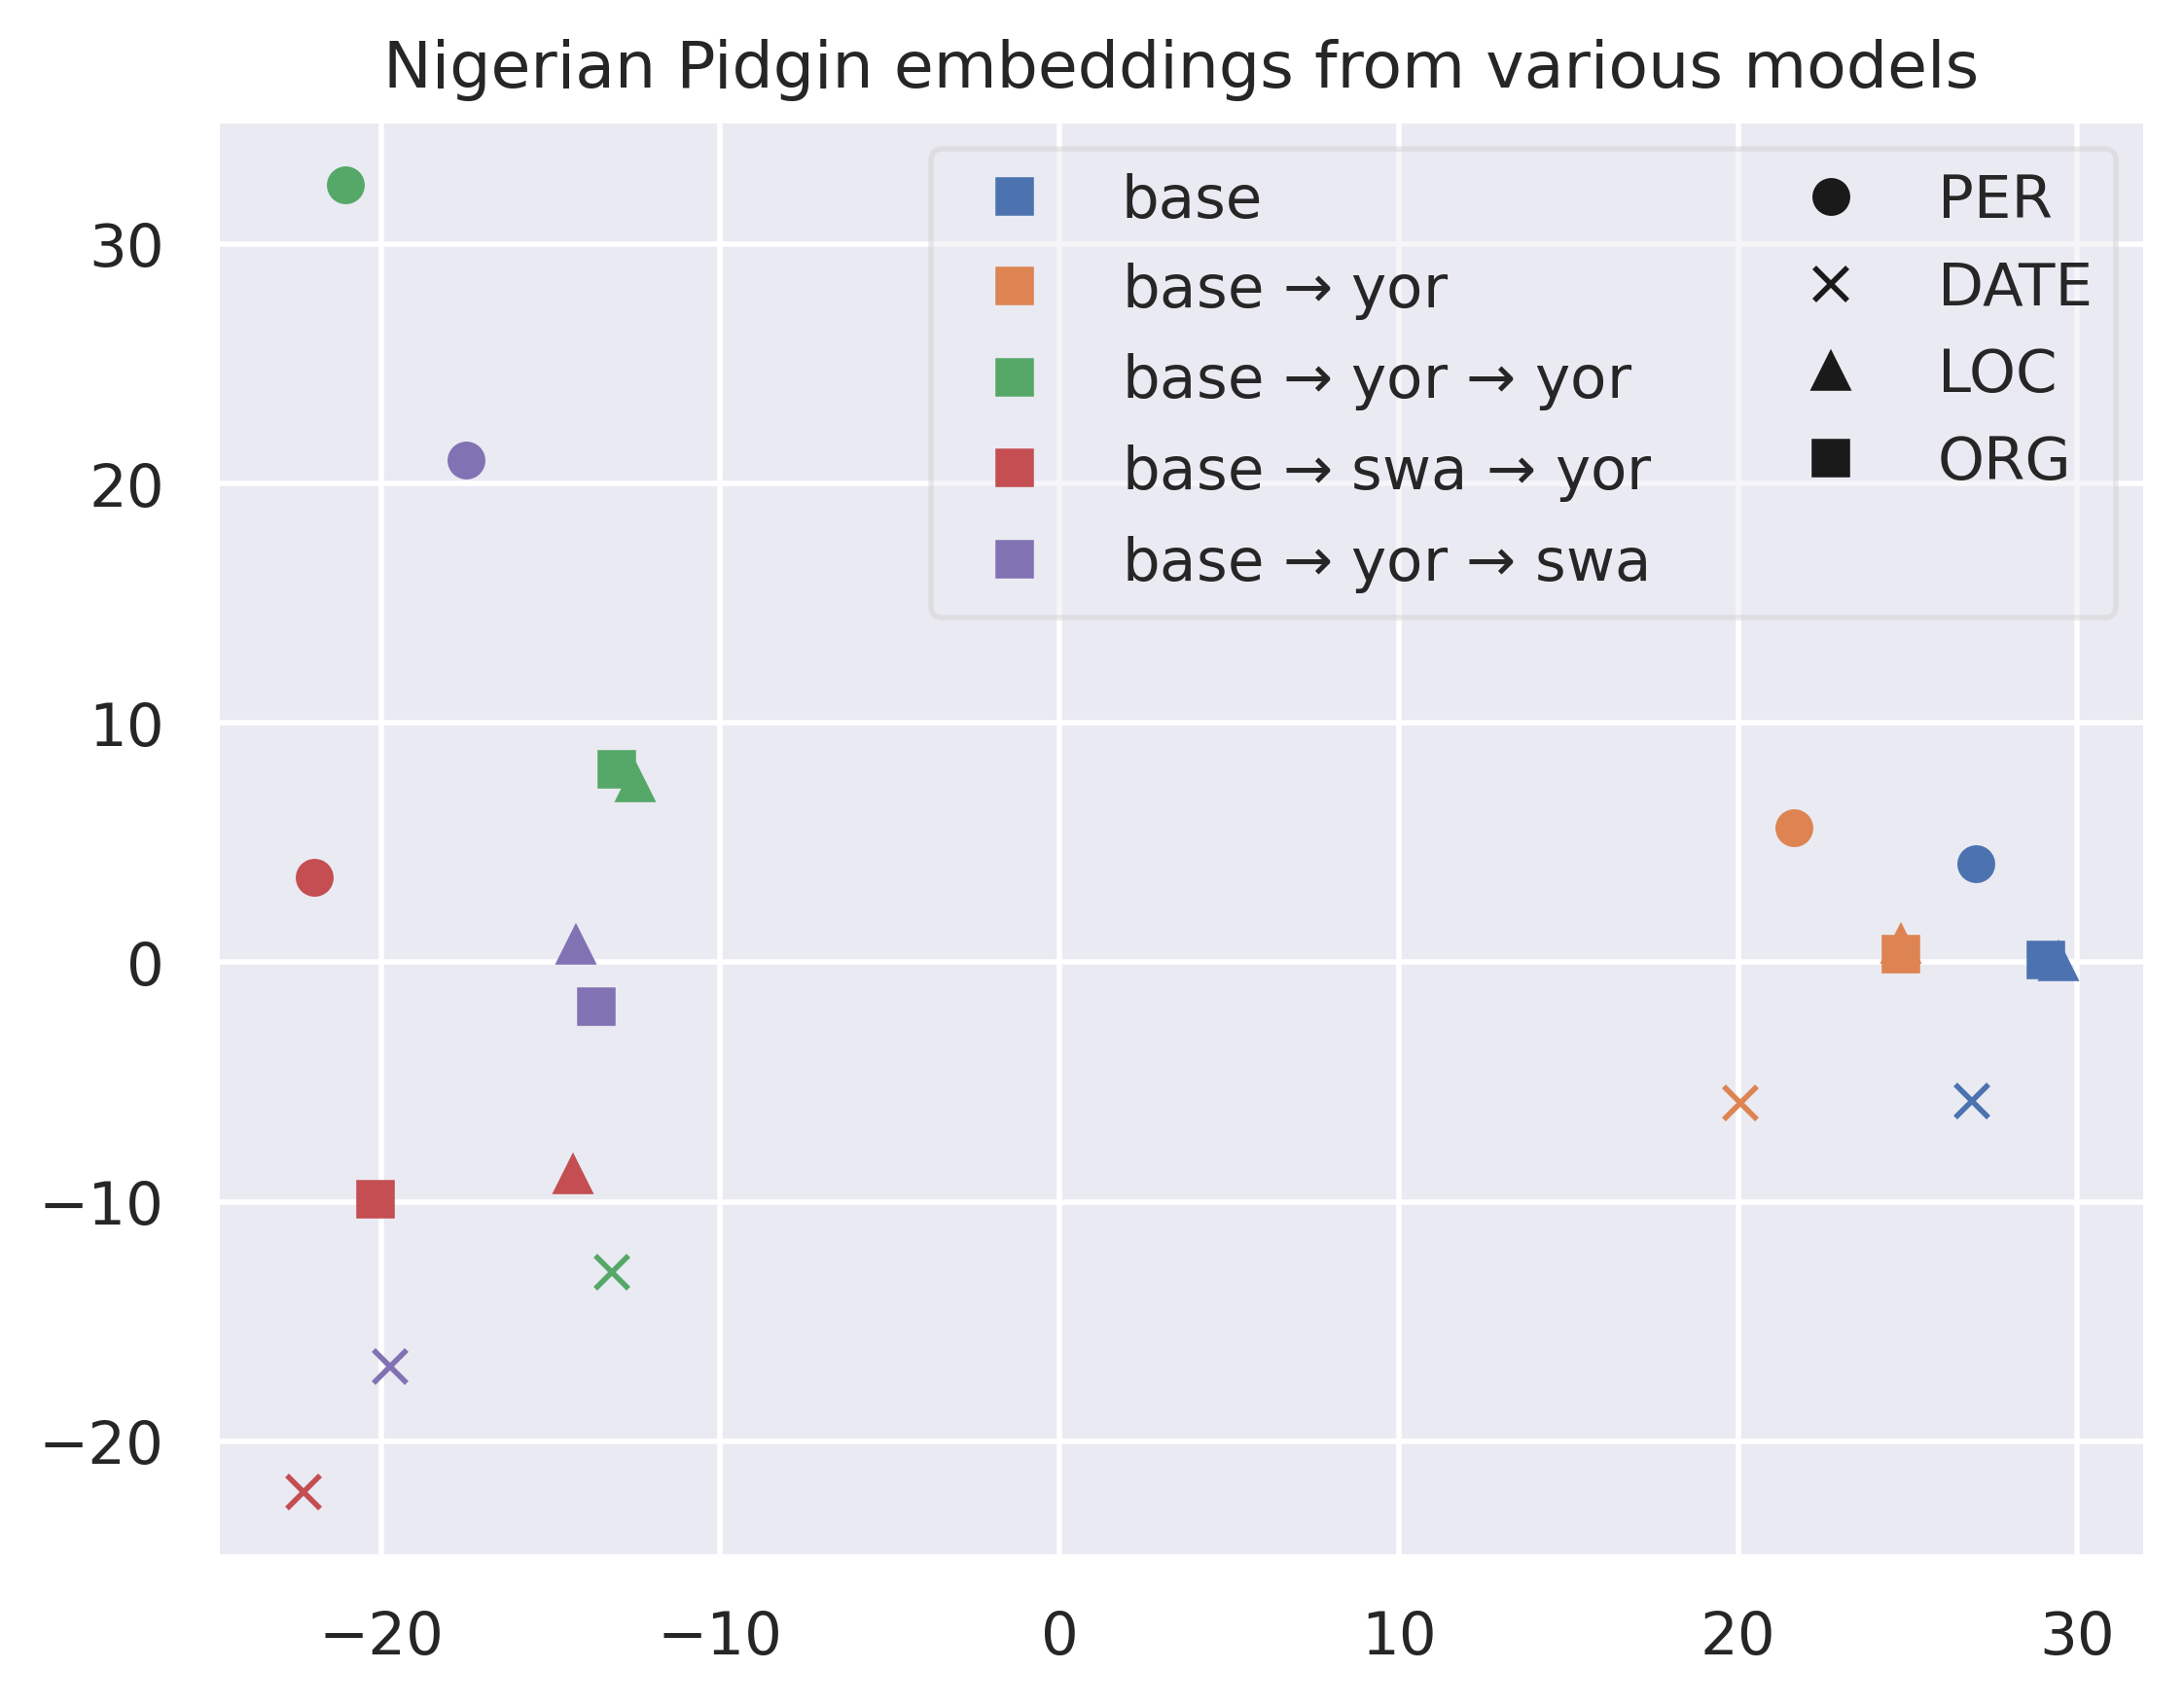 Nigerian Pidgin embeddings from various models
base
base → yor
base → yor → yor
base → swa → yor
base → yor → swa
PER
DATE
LOC
ORG
30
20
10
0
−10
−20
−20
−10
0
10
20
30